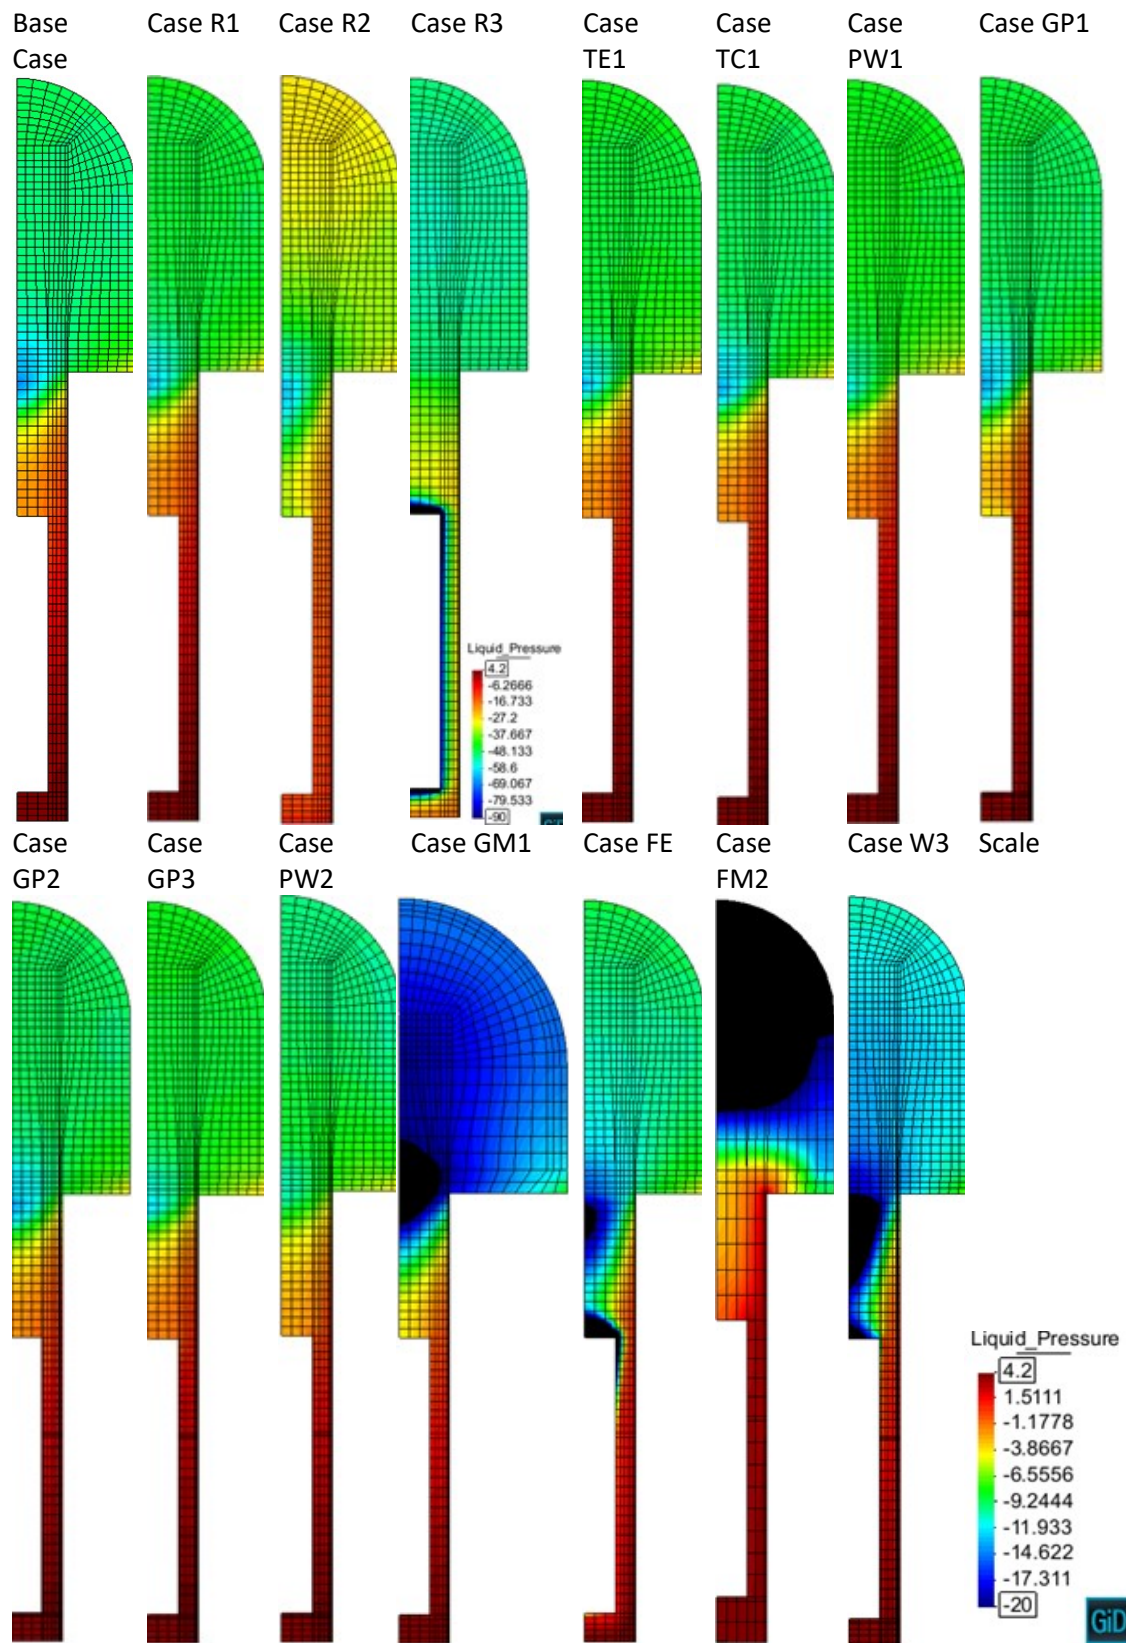 Base Case
Case R1
Case R2
Case R3
Case TE1
Case TC1
Case PW1
Case GP1
Liquid_Pressure
4.2
-6.2666
-16.733
-27.2
-37.667
-48.133
-58.6
-69.067
-79.533
-90
Case GP2
Case GP3
Case PW2
Case GM1
Case FE
Case FM2
Case W3
Scale
Liquid_Pressure
4.2
1.5111
-1.1778
-3.8667
-6.5556
-9.2444
-11.933
-14.622
-17.311
-20
GiD